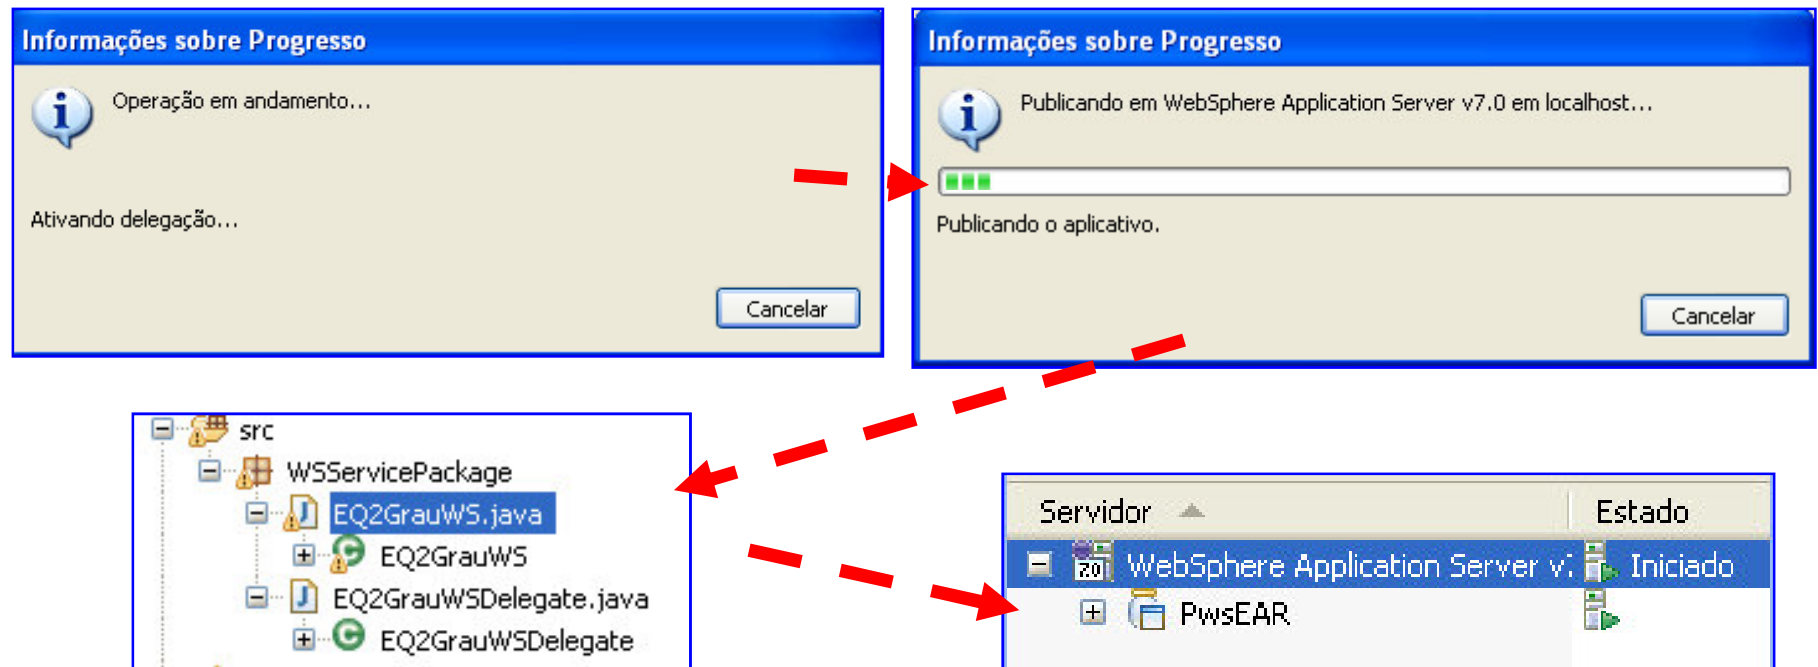 Informações sobre Progresso
Operação em andamento...
Ativando delegação...
Cancelar
Informações sobre Progresso
Publicando em WebSphere Application Server v7.0 em localhost...
Publicando o aplicativo.
Cancelar
src
WSServicePackage
EQ2GrauWS.java
EQ2GrauWS
EQ2GrauWSDelegate.java
EQ2GrauWSDelegate
Servidor Estado
7.0 WebSphere Application Server v7 Iniciado
PwsEAR